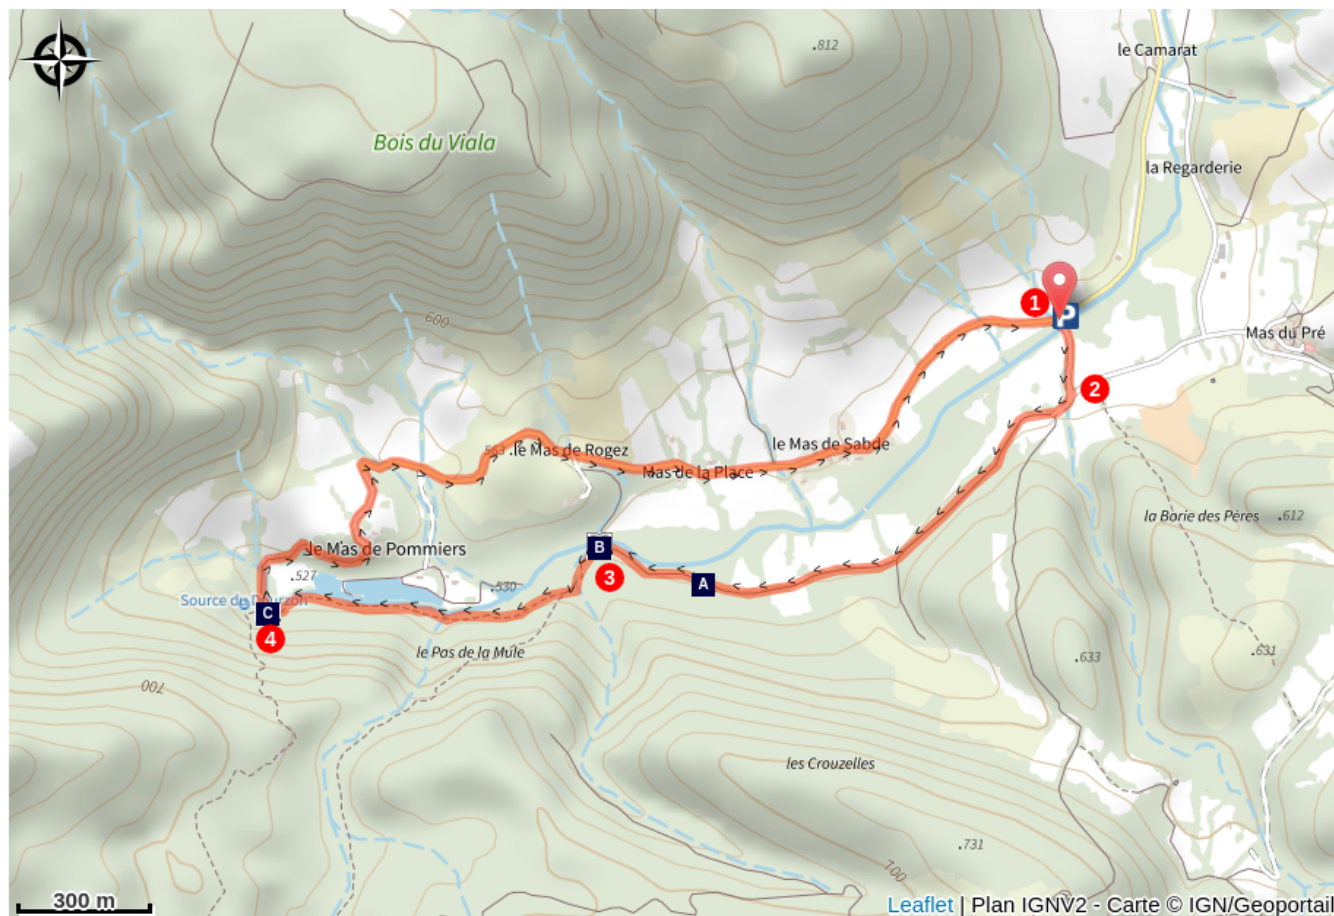 .812
le Camarat
Bois du Viala
la Regarderie
1
P
600
Mas du Pré
2
.le Mas de Rogez
le Mas de Sabde
Mas de la Place
la Borie des Pères
.612
le Mas de Pommiers
B
.527
3
A
.530
Source du Dourzon
C
4
le Pas de la Mule
.633
.631
700
les Crouzelles
.731
700
300 m
Leaflet | Plan IGNV2 - Carte © IGN/Geoportail